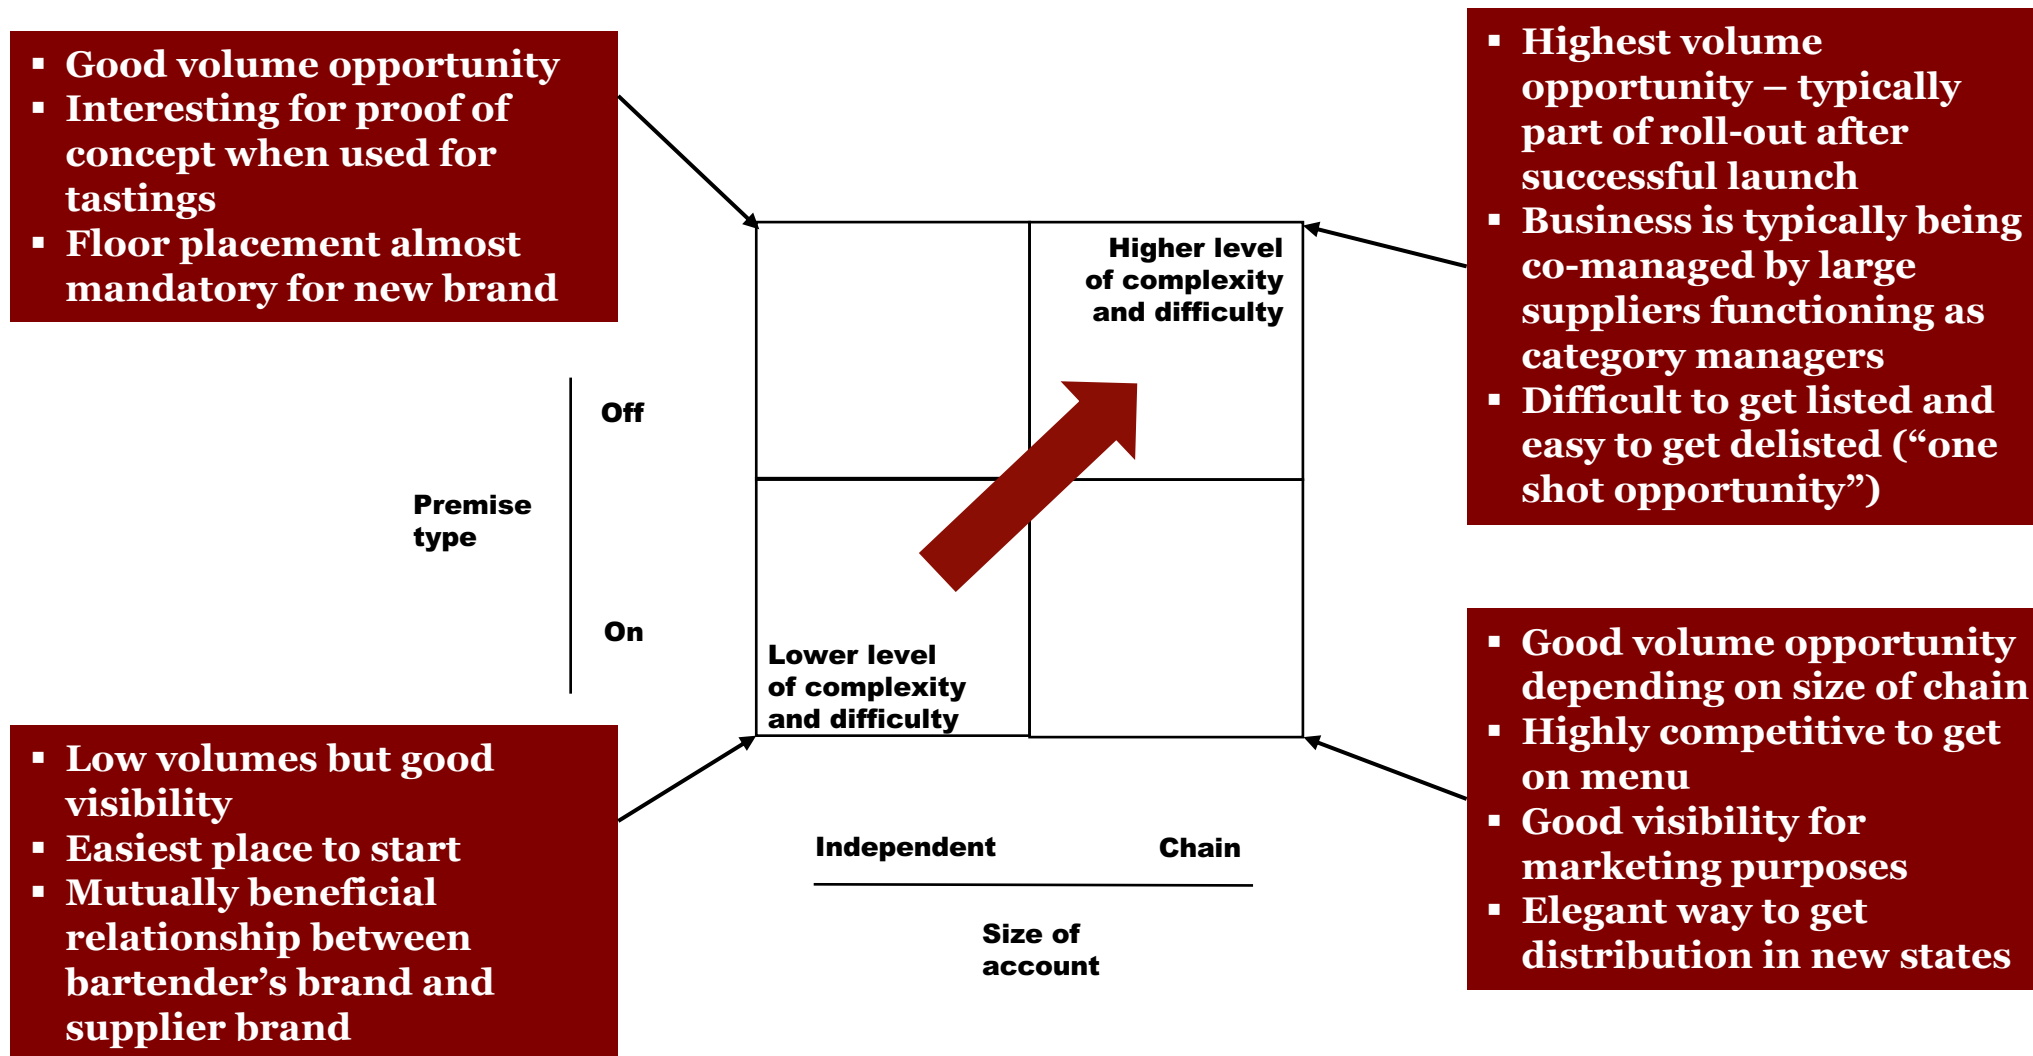 ▪ Good volume opportunity
▪ Interesting for proof of
concept when used for
tastings
▪ Floor placement almost
mandatory for new brand
▪ Highest volume
opportunity – typically
part of roll-out after
successful launch
▪ Business is typically being
co-managed by large
suppliers functioning as
category managers
▪ Difficult to get listed and
easy to get delisted (“one
shot opportunity”)
Higher level
of complexity
and difficulty
Off
Premise
type
On
Lower level
of complexity
and difficulty
▪ Low volumes but good
visibility
▪ Easiest place to start
▪ Mutually beneficial
relationship between
bartender’s brand and
supplier brand
▪ Good volume opportunity
depending on size of chain
▪ Highly competitive to get
on menu
▪ Good visibility for
marketing purposes
▪ Elegant way to get
distribution in new states
Independent
Chain
Size of
account